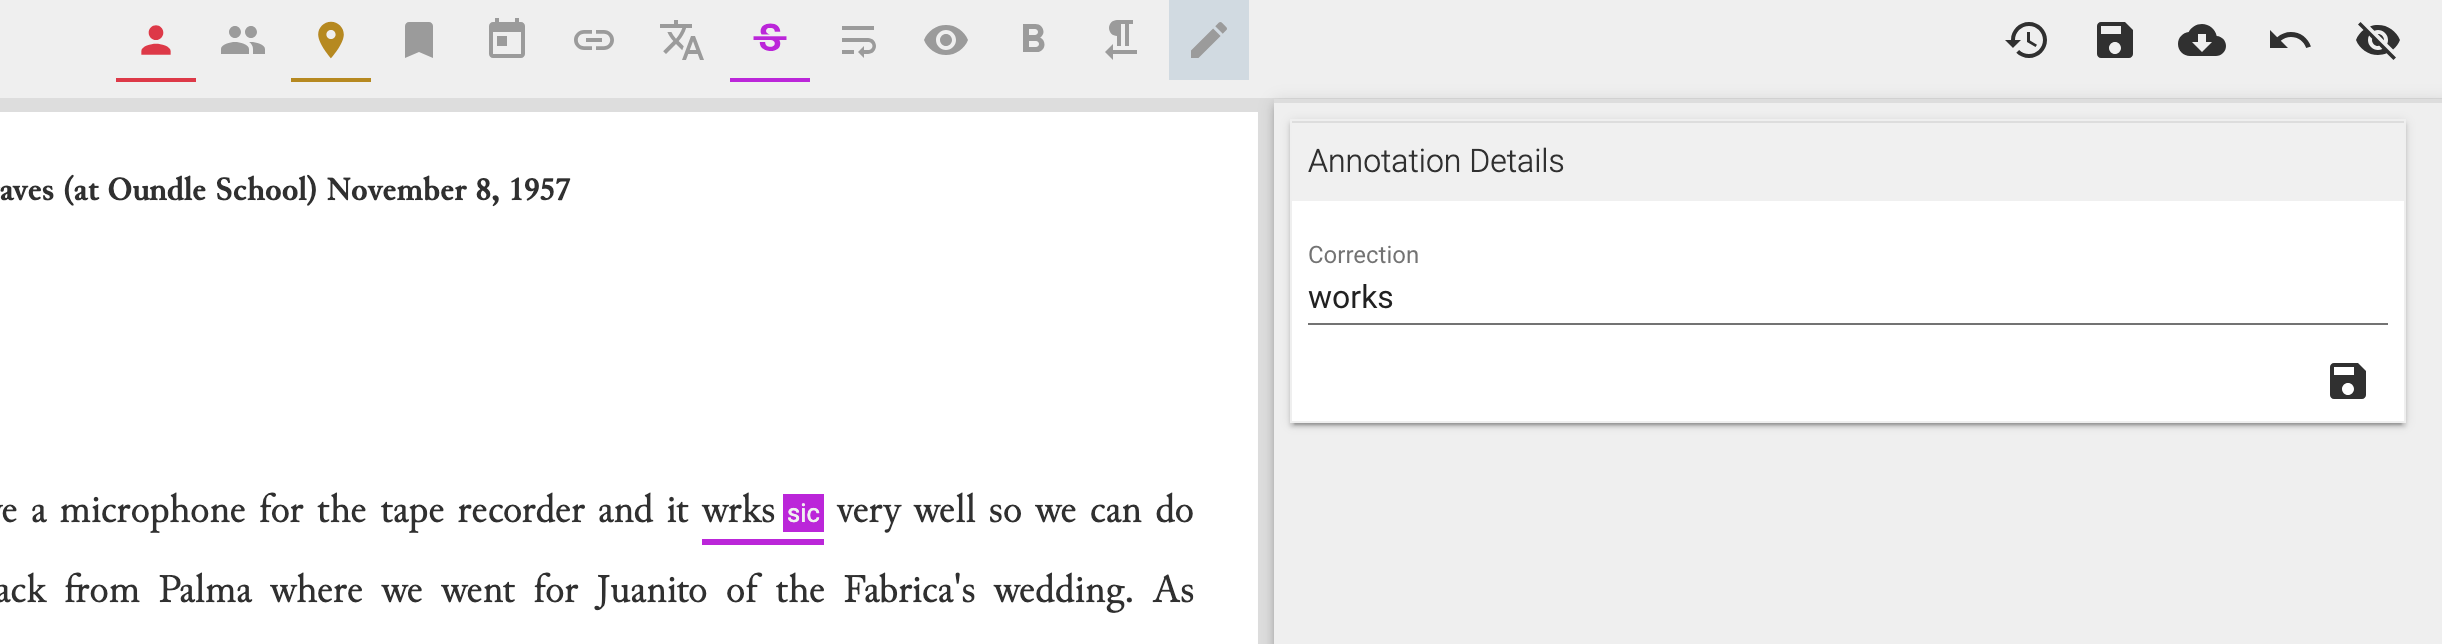 aves (at Oundle School) November 8, 1957
Annotation Details
Correction
works
e a microphone for the tape recorder and it wrks sic very well so we can do
ack from Palma where we went for Juanito of the Fabrica's wedding. As